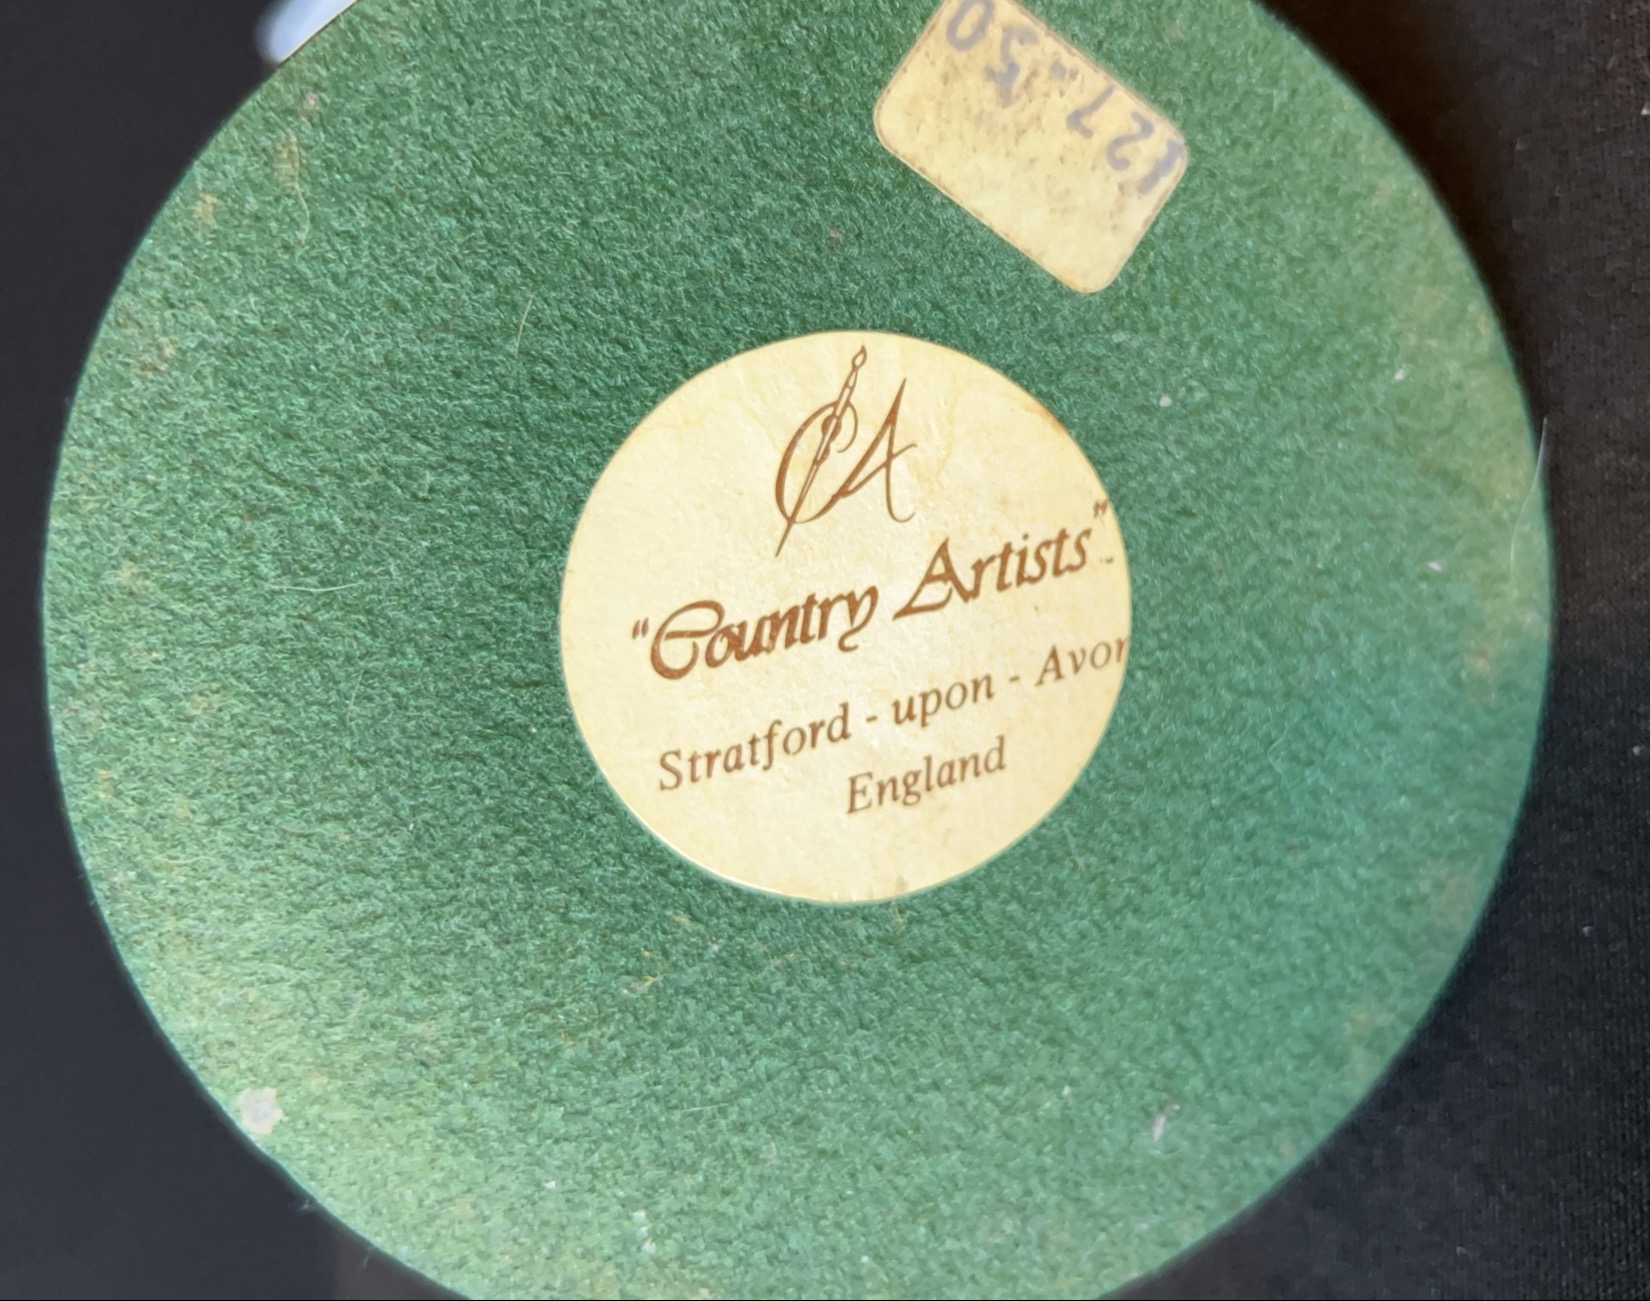 £27.50
CA
“Country Artists”
Stratford - upon - Avon
England